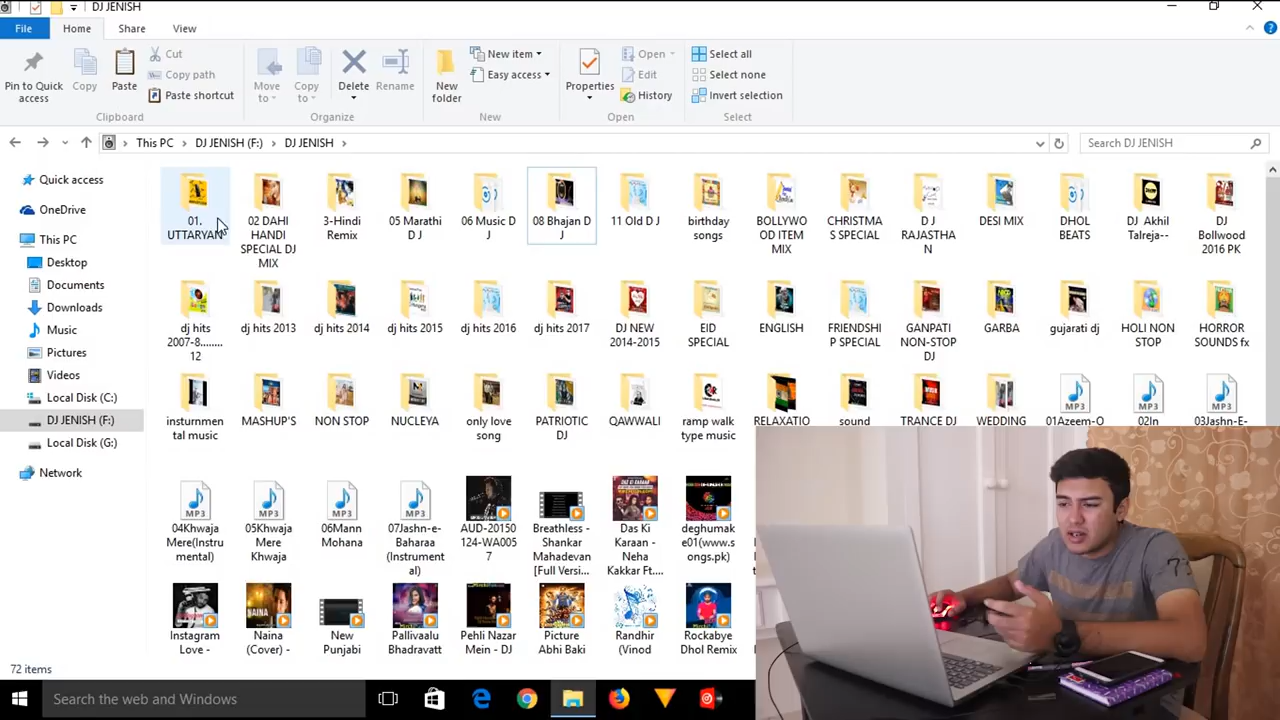 DJ JENISH
File Home Share View
Pin to Quick access
Copy
Paste
Cut
Copy path
Paste shortcut
Move to
Copy to
Delete
Rename
New folder
New item
Easy access
Properties
Open
Edit
History
Select all
Select none
Invert selection
Clipboard Organize New Open Select
This PC DJ JENISH (F:) DJ JENISH
Search DJ JENISH
Quick access
OneDrive
This PC
Desktop
Documents
Downloads
Music
Pictures
Videos
Local Disk (C:)
DJ JENISH (F:)
Local Disk (G:)
Network
01. UTTARYAN
02 DAHI HANDI SPECIAL DJ MIX
3-Hindi Remix
05 Marathi D J
06 Music D J
08 Bhajan D J
11 Old D J
birthday songs
BOLLYWOOD ITEM MIX
CHRISTMAS SPECIAL
D J RAJASTHAN
DESI MIX
DHOL BEATS
DJ Akhil Talreja--
DJ Bollwood 2016 PK
dj hits 2007-8........12
dj hits 2013
dj hits 2014
dj hits 2015
dj hits 2016
dj hits 2017
DJ NEW 2014-2015
EID SPECIAL
ENGLISH
FRIENDSHIP SPECIAL
GANPATI NON-STOP DJ
GARBA
gujarati dj
HOLI NON STOP
HORROR SOUNDS fx
insturnmental music
MASHUP'S
NON STOP
NUCLEYA
only love song
PATRIOTIC DJ
QAWWALI
ramp walk type music
RELAXATIO
sound
TRANCE DJ
WEDDING
MP3
01Azeem-O
MP3
02In
MP3
03Jashn-E-
MP3
04Khwaja Mere(Instrumental)
MP3
05Khwaja Mere Khwaja
MP3
06Mann Mohana
MP3
07Jashn-e-Baharaa (Instrumental)
AUD-20150124-WA0057
Breathless - Shankar Mahadevan [Full Versi...
Das Ki Karaan - Neha Kakkar Ft....
deghumake01(www.songs.pk)
Instagram Love -
Naina (Cover) -
New Punjabi
Pallivaalu Bhadravatt
Pehli Nazar Mein - DJ
Picture Abhi Baki
Randhir (Vinod
Rockabye Dhol Remix
72 items
Search the web and Windows